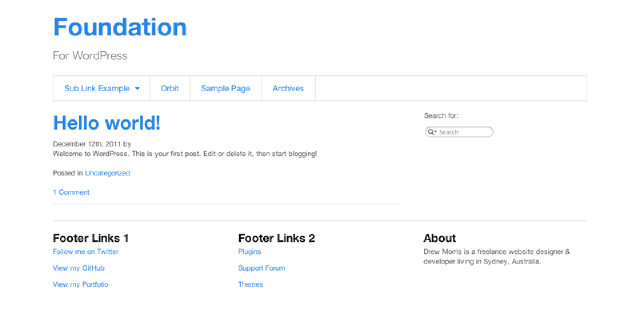 Foundation
For WordPress
Sub Link Example Orbit Sample Page Archives
Hello world!
December 12th, 2011 by
Welcome to WordPress. This is your first post. Edit or delete it, then start blogging!
Posted in Uncategorized
1 Comment
Search for:
Search
Footer Links 1
Follow me on Twitter
View my GitHub
View my Portfolio
Footer Links 2
Plugins
Support Forum
Themes
About
Drew Morris is a freelance website designer &
developer living in Sydney, Australia.